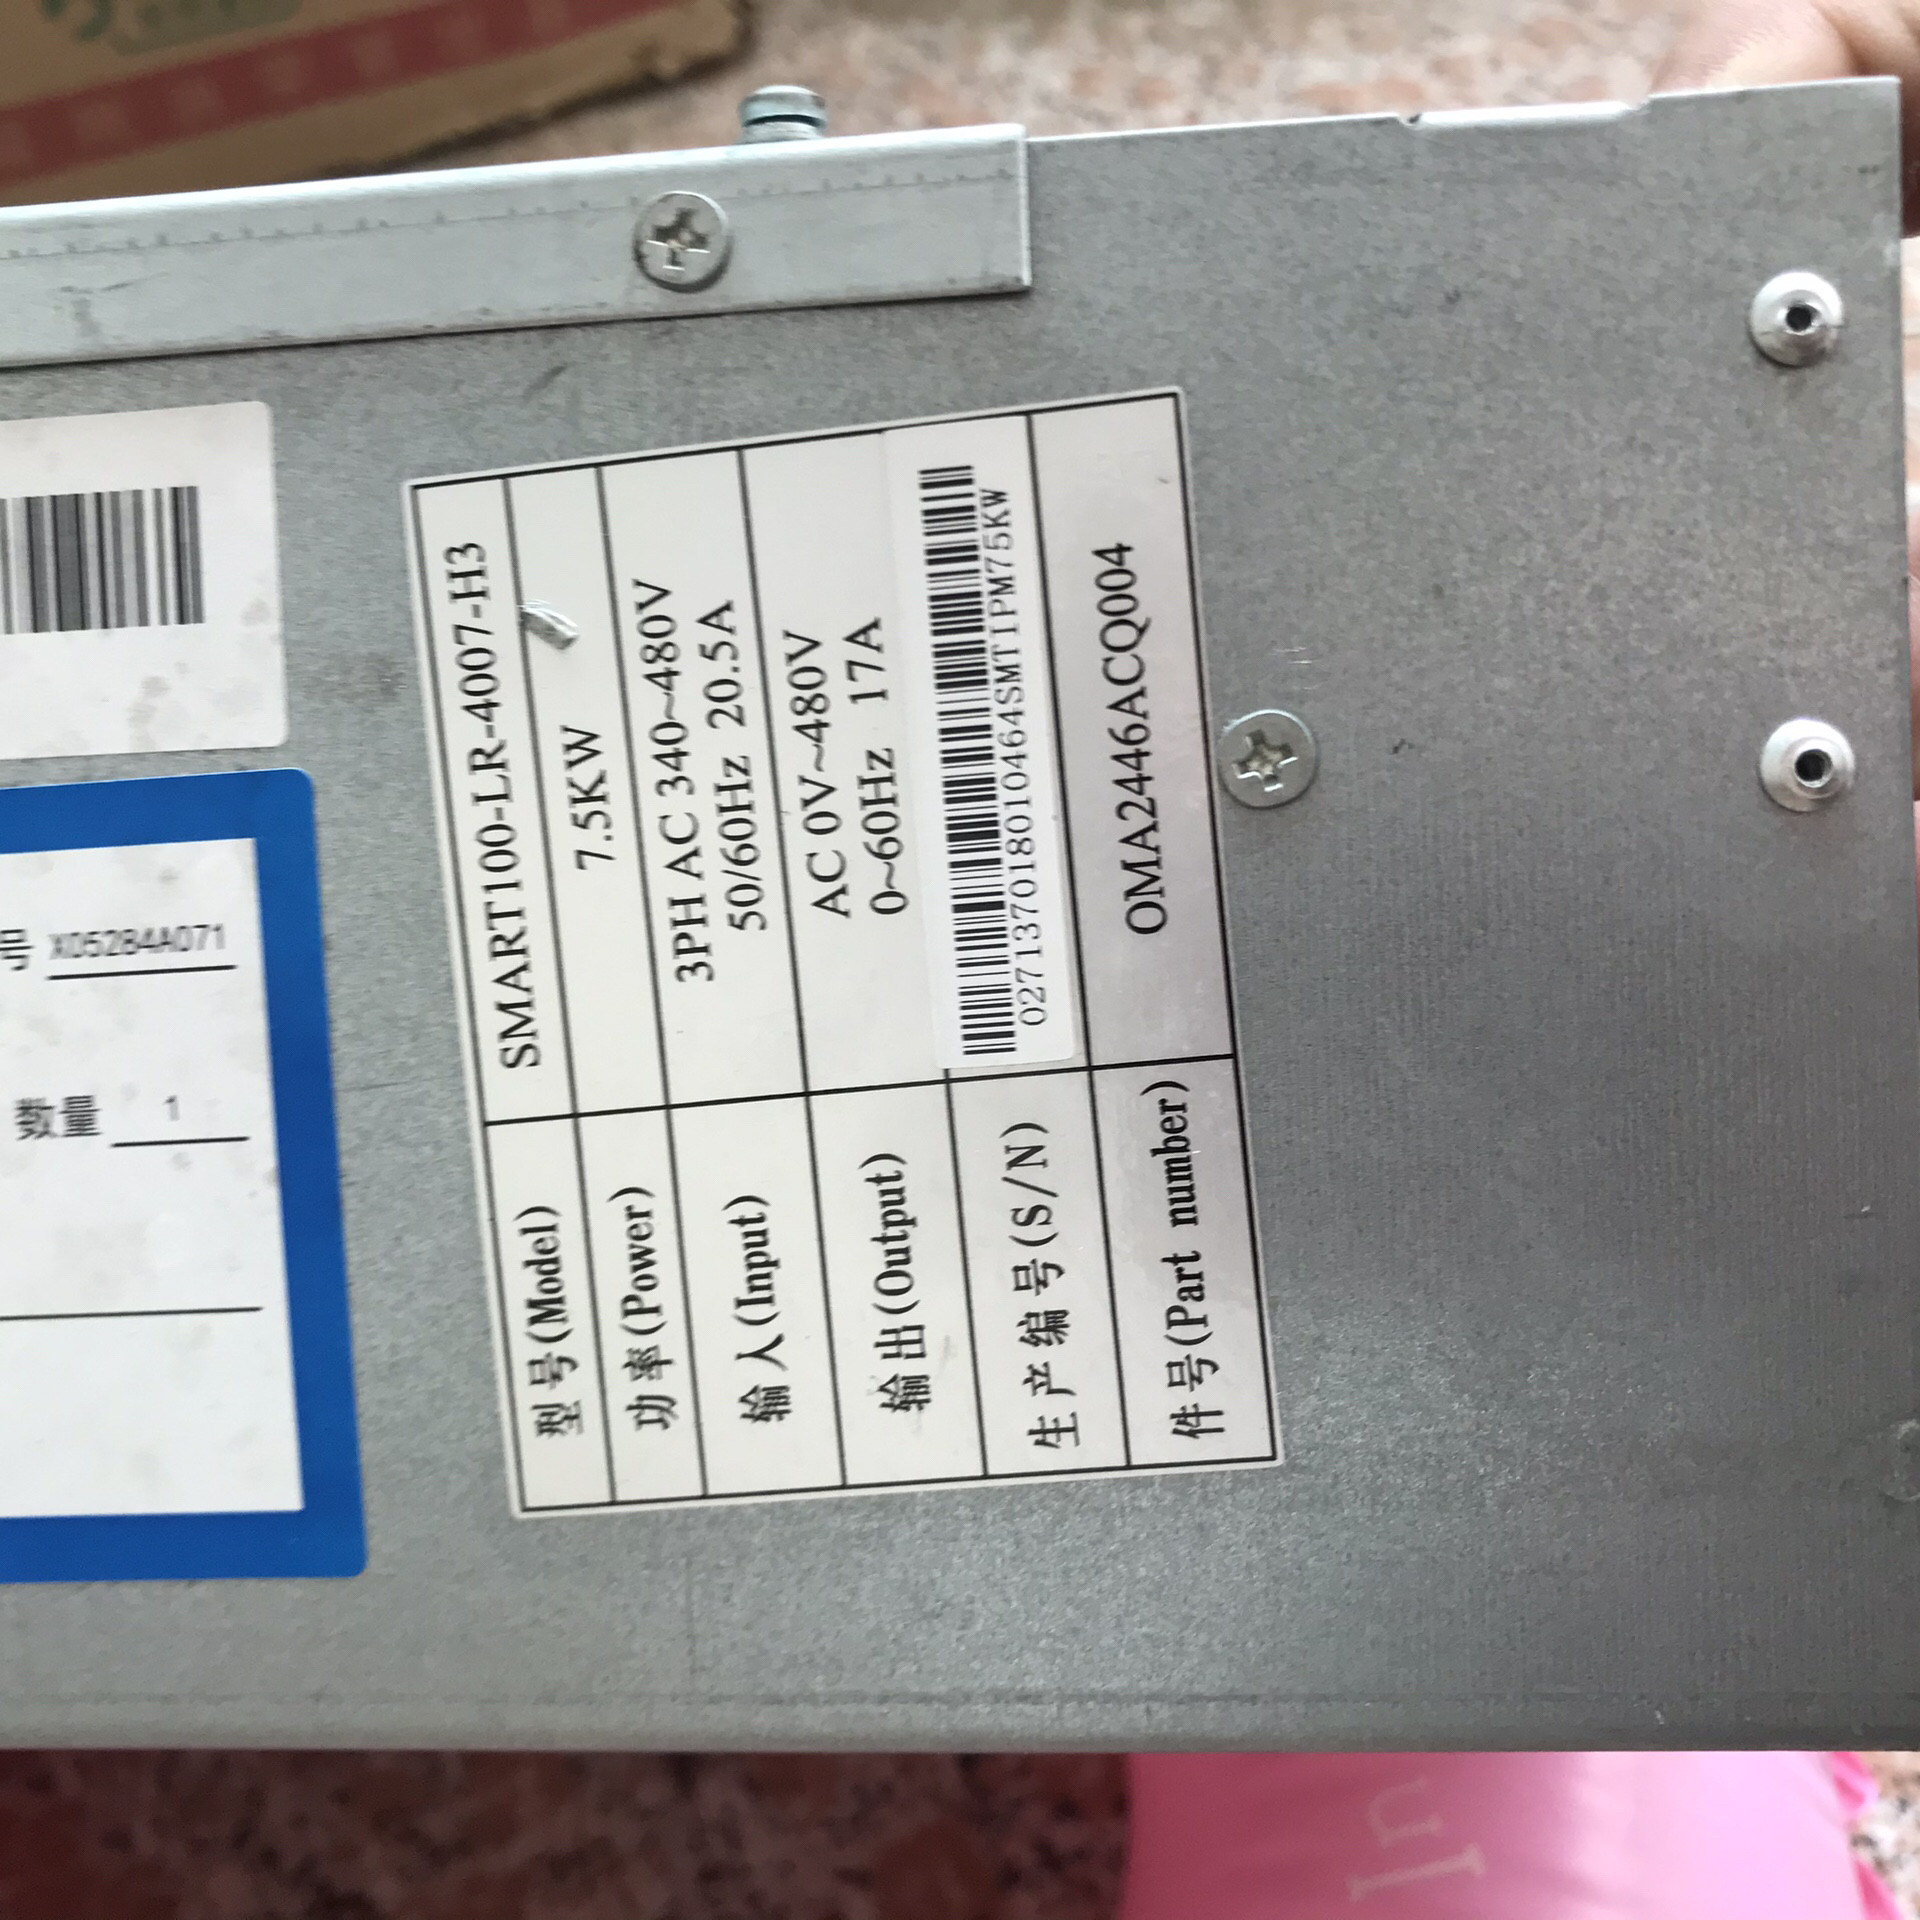 型号(Model) SMART100-LR-4007-H3
功率(Power) 7.5KW
输入(Input) 3PH AC 340~480V
50/60Hz 20.5A
输出(Output) AC 0V~480V
0~60Hz 17A
生产编号(S/N) 027137018010464SMTIPM75KW
件号(Part number) OMA2446ACQ004
号 X05284A071
数量 1